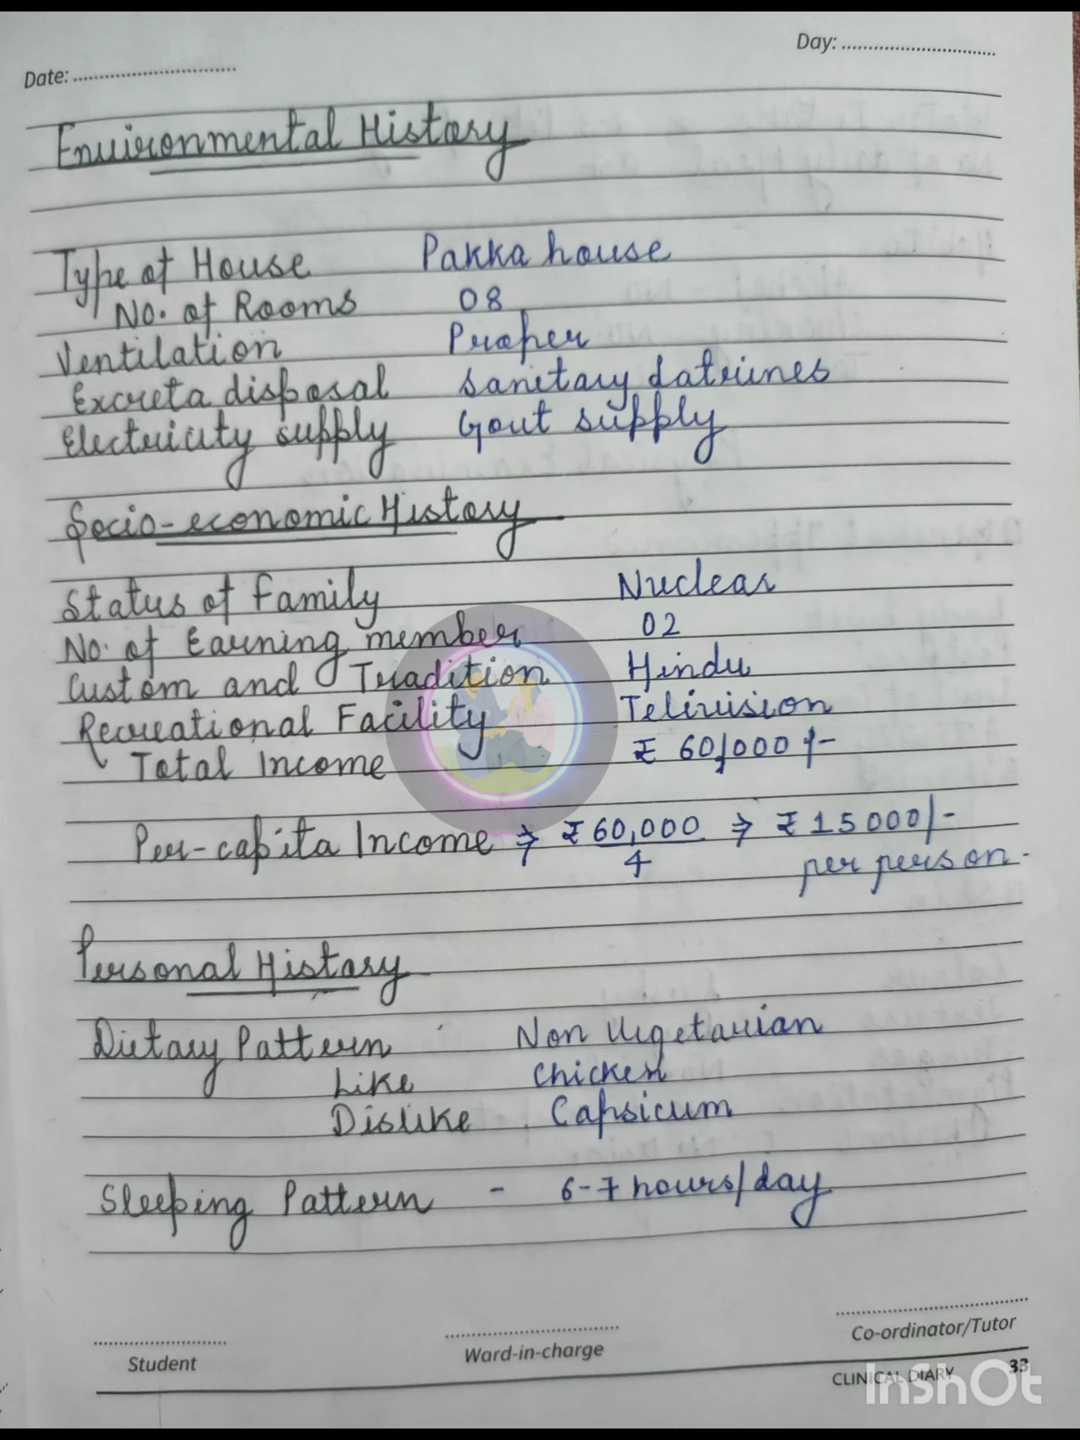 Day: ..............................
Date: ..............................
Environmental History
Type of House Pakka house
No. of Rooms 08
Ventilation Proper
Excreta disposal Sanitary Latrines
Electricity supply Govt supply
Socio-economic History
Status of Family Nuclear
No. of Earning member 02
Custom and Tradition Hindu
Recreational Facility Telivision
Total Income ₹ 60,000/-
Per-capita Income ⇒ ₹ 60,000 / 4 ⇒ ₹ 15000/-
per person.
Personal History
Dietary Pattern Non Vegetarian
Like Chicken
Dislike Capsicum
Sleeping Pattern - 6-7 hours/day
Student
Ward-in-charge
Co-ordinator/Tutor
CLINICAL DIARY 33
InShOt